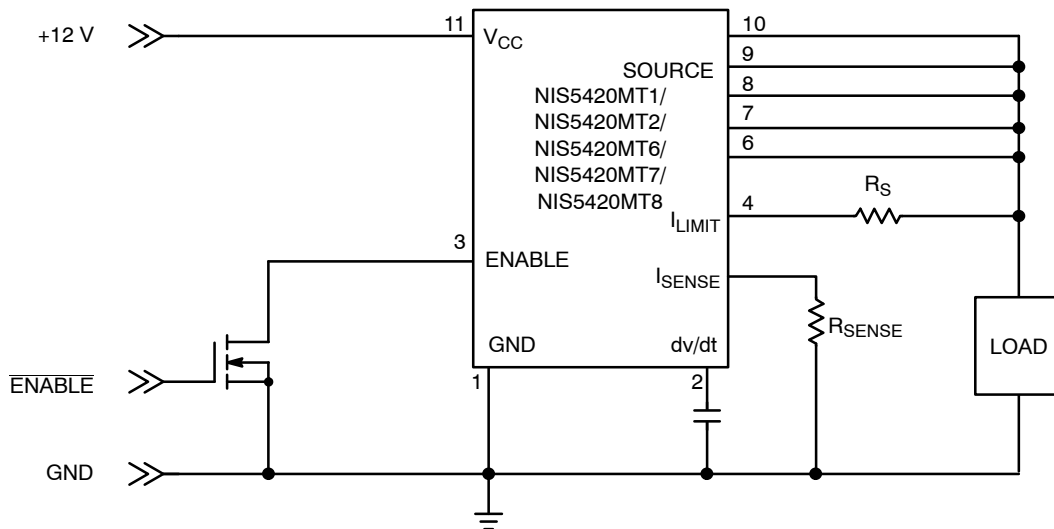 +12 V
11
V_CC
10
9
SOURCE
8
NIS5420MT1/
NIS5420MT2/
7
NIS5420MT6/
6
NIS5420MT7/
NIS5420MT8
R_S
4
I_LIMIT
3
ENABLE
I_SENSE
R_SENSE
GND
dv/dt
LOAD
ENABLE
1
2
GND